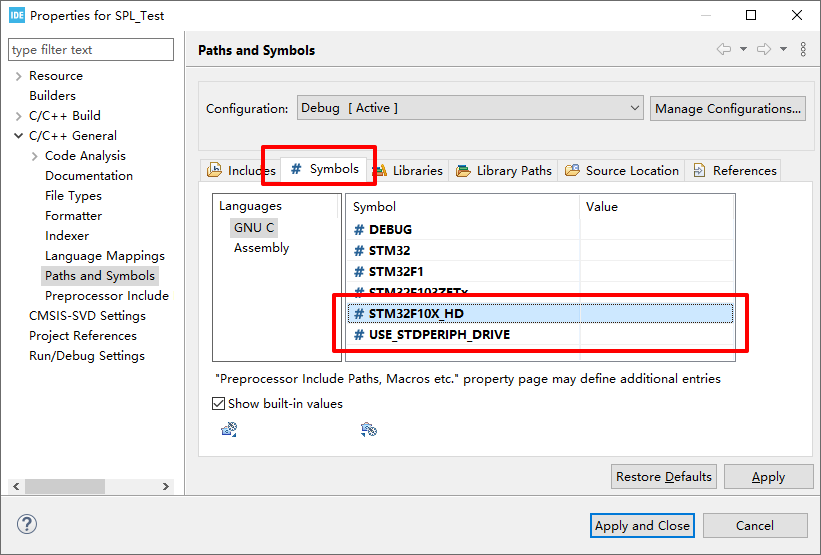 IDE Properties for SPL_Test
type filter text
Resource
Builders
C/C++ Build
C/C++ General
Code Analysis
Documentation
File Types
Formatter
Indexer
Language Mappings
Paths and Symbols
Preprocessor Include
CMSIS-SVD Settings
Project References
Run/Debug Settings
Paths and Symbols
Configuration: Debug [ Active ] Manage Configurations...
Includes # Symbols Libraries Library Paths Source Location References
Languages
GNU C
Assembly
Symbol Value
# DEBUG
# STM32
# STM32F1
# STM32F103ZETx
# STM32F10X_HD
# USE_STDPERIPH_DRIVE
"Preprocessor Include Paths, Macros etc." property page may define additional entries
Show built-in values
Restore Defaults Apply
? Apply and Close Cancel